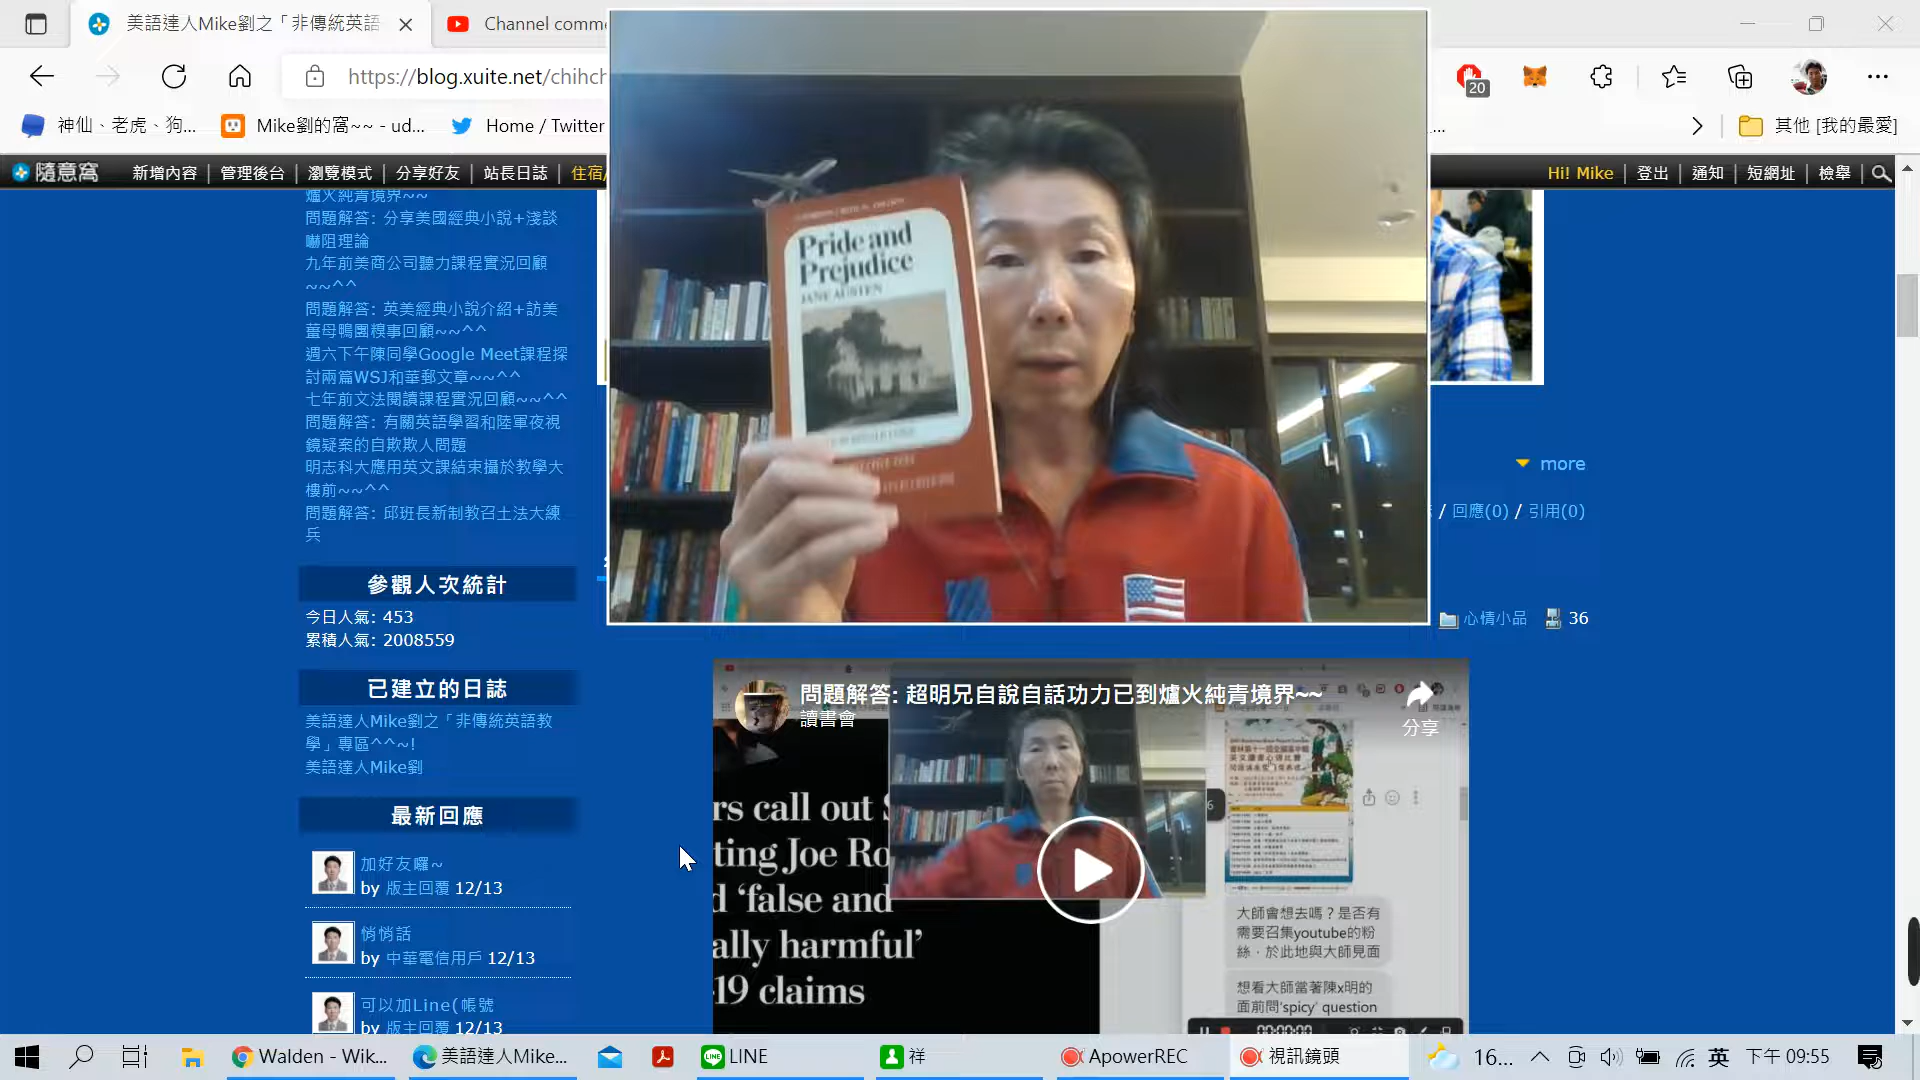 美語達人Mike劉之「非傳統英語
Channel comme
https://blog.xuite.net/chihch
20
神仙、老虎、狗...
Mike劉的窩~~ - ud...
Home / Twitter
...
其他 [我的最愛]
隨意窩
新增內容 | 管理後台 | 瀏覽模式 | 分享好友 | 站長日誌 | 住宿/
Hi! Mike | 登出 | 通知 | 短網址 | 檢舉
爐火純青境界~~
問題解答: 分享美國經典小說+淺談
嚇阻理論
九年前美商公司聽力課程實況回顧
~~^^
問題解答: 英美經典小說介紹+訪美
薑母鴨團糗事回顧~~^^
週六下午陳同學Google Meet課程探
討兩篇WSJ和華郵文章~~^^
七年前文法閱讀課程實況回顧~~^^
問題解答: 有關英語學習和陸軍夜視
鏡疑案的自欺欺人問題
明志科大應用英文課結束攝於教學大
樓前~~^^
問題解答: 邱班長新制教召土法大練
兵
參觀人次統計
今日人氣: 453
累積人氣: 2008559
已建立的日誌
美語達人Mike劉之「非傳統英語教
學」專區^^~!
美語達人Mike劉
最新回應
加好友囉~
by 版主回覆 12/13
悄悄話
by 中華電信用戶 12/13
可以加Line(帳號
by 版主回覆 12/13
Pride and
Prejudice
JANE AUSTEN
more
/ 回應(0) / 引用(0)
心情小品 36
問題解答: 超明兄自說自話功力已到爐火純青境界~~
讀書會
分享
rs call out
ting Joe Ro
d ‘false and
ally harmful’
-19 claims
大師會想去嗎？是否有
需要召集youtube的粉
絲，於此地與大師見面
想看大師當著陳x明的
面前問‘spicy’ question
00:00:00
Walden - Wik...
美語達人Mike...
LINE
祥
ApowerREC
視訊鏡頭
16...
英
下午 09:55